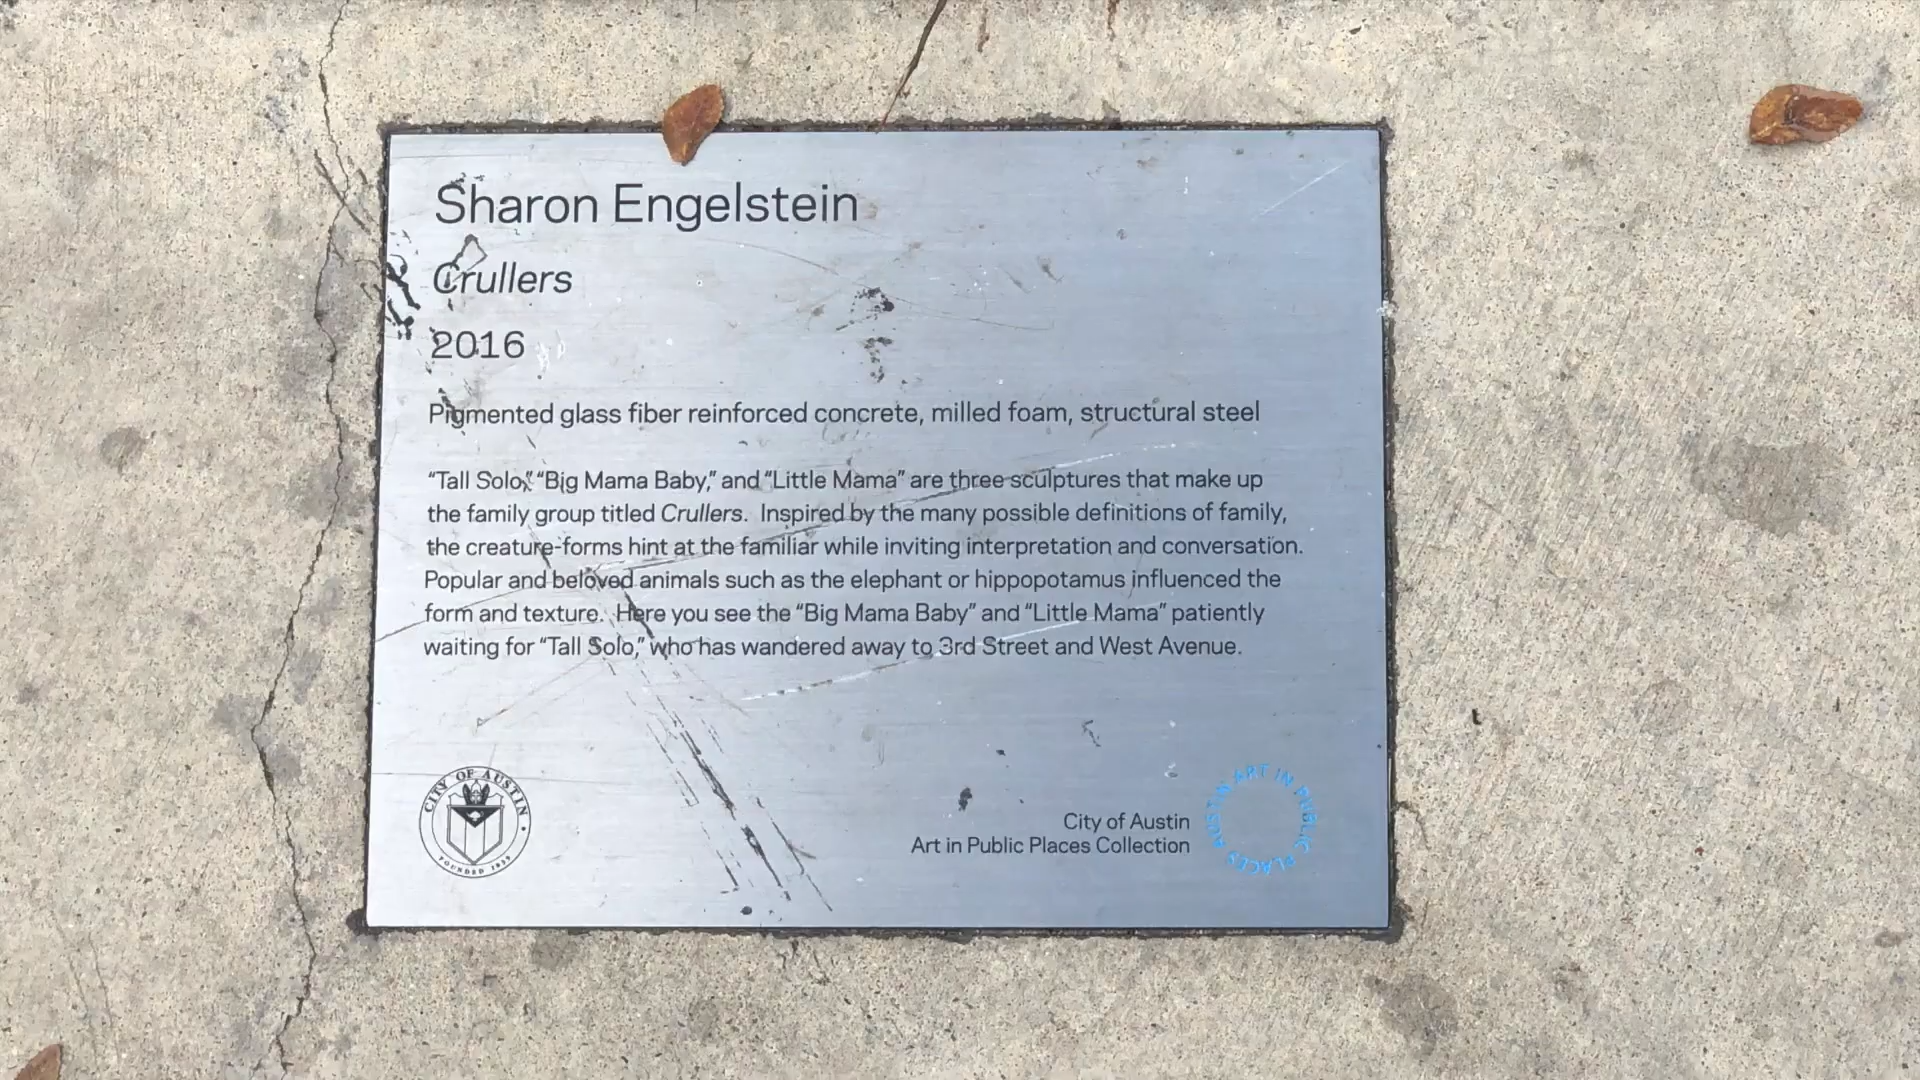 Sharon Engelstein
Crullers
2016
Pigmented glass fiber reinforced concrete, milled foam, structural steel
“Tall Solo,” “Big Mama Baby,” and “Little Mama” are three sculptures that make up
the family group titled Crullers.  Inspired by the many possible definitions of family,
the creature-forms hint at the familiar while inviting interpretation and conversation.
Popular and beloved animals such as the elephant or hippopotamus influenced the
form and texture.  Here you see the “Big Mama Baby” and “Little Mama” patiently
waiting for “Tall Solo,” who has wandered away to 3rd Street and West Avenue.
CITY OF AUSTIN
FOUNDED 1839
City of Austin
Art in Public Places Collection
AUSTIN ART IN PUBLIC PLACES